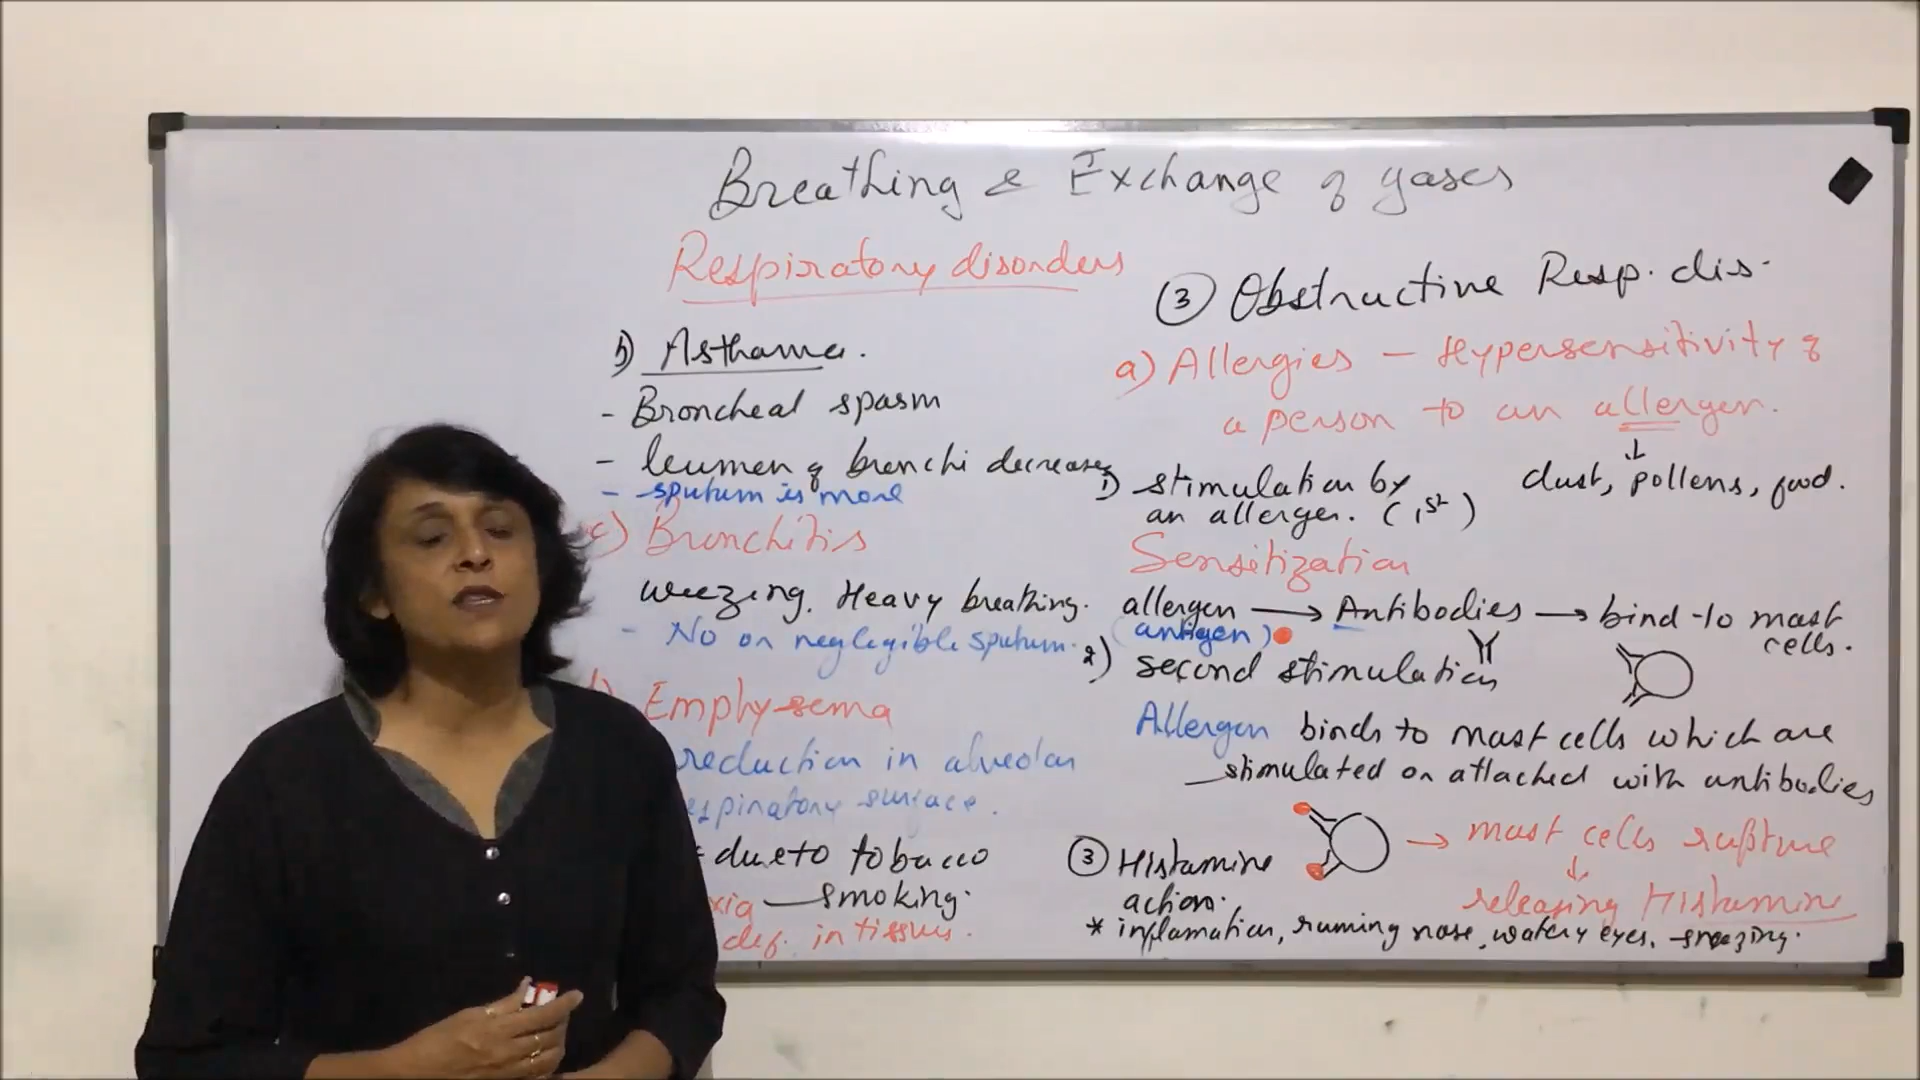 Breathing & Exchange of gases
Respiratory disorders
b) Asthama.
- Broncheal spasm
- leumen of bronchi decreases
- sputum is more
c) Bronchitis
weezing. Heavy breathing.
- No or neglegible sputum.
Emphysema
reduction in alveolar
respiratory surface.
due to tobacco
smoking.
def. in tissues.
③ Obstructive Resp. dis.
a) Allergies - Hypersensitivity of
a person to an allergen.
↓
dust, pollens, food.
1) stimulation by
an allergen. (1st)
Sensitization
allergen → Antibodies → bind to mast
cells.
(antigen)
2) second stimulation
Allergen binds to mast cells which are
stimulated or attached with antibodies
→ mast cells rupture
↓
releasing Histamine
③ Histamine
action.
* inflamation, running nose, watery eyes, sneezing.